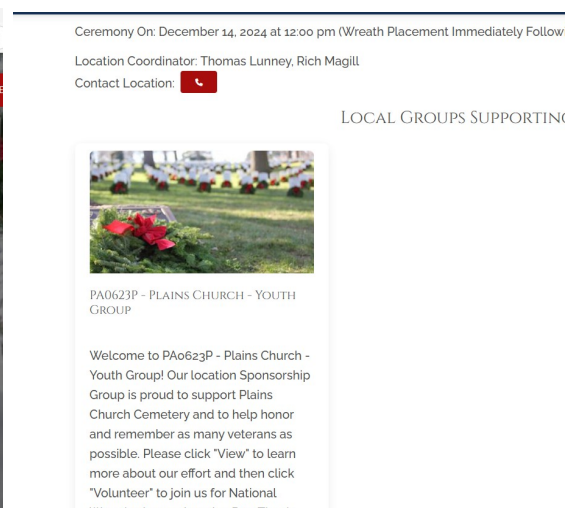 Ceremony On: December 14, 2024 at 12:00 pm (Wreath Placement Immediately Follow
Location Coordinator: Thomas Lunney, Rich Magill
Contact Location:
Local Groups Supporting
PA0623P - Plains Church - Youth
Group
Welcome to PA0623P - Plains Church -
Youth Group! Our location Sponsorship
Group is proud to support Plains
Church Cemetery and to help honor
and remember as many veterans as
possible. Please click "View" to learn
more about our effort and then click
"Volunteer" to join us for National